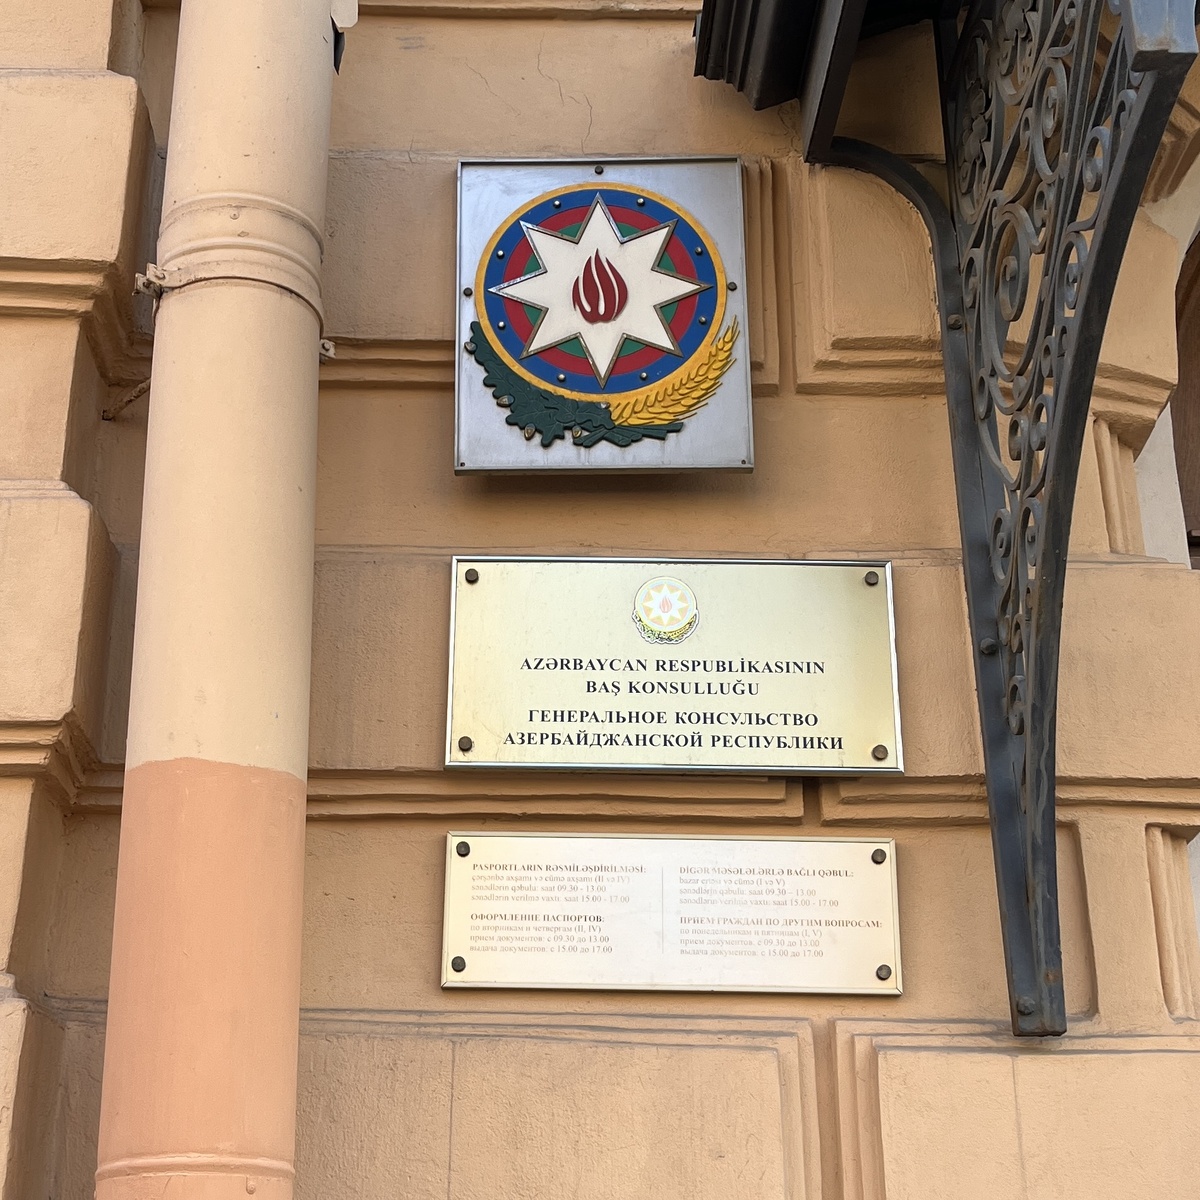 AZƏRBAYCAN RESPUBLİKASININ
BAŞ KONSULLUĞU
ГЕНЕРАЛЬНОЕ КОНСУЛЬСТВО
АЗЕРБАЙДЖАНСКОЙ РЕСПУБЛИКИ
PASPORTLARIN RƏSMİLƏŞDİRİLMƏSİ:
çərşənbə axşamı və cümə axşamı (II və IV)
sənədlərin qəbulu: saat 09.30 - 13.00
sənədlərin verilmə vaxtı: saat 15.00 - 17.00
ОФОРМЛЕНИЕ ПАСПОРТОВ:
по вторникам и четвергам (II, IV)
прием документов: с 09.30 до 13.00
выдача документов: с 15.00 до 17.00
DİGƏR MƏSƏLƏLƏRLƏ BAĞLI QƏBUL:
bazar ertəsi və cümə (I və V)
sənədlərin qəbulu: saat 09.30 – 13.00
sənədlərin verilmə vaxtı: saat 15.00 - 17.00
ПРИЕМ ГРАЖДАН ПО ДРУГИМ ВОПРОСАМ:
по понедельникам и пятницам (I, V)
прием документов: с 09.30 до 13.00
выдача документов: с 15.00 до 17.00